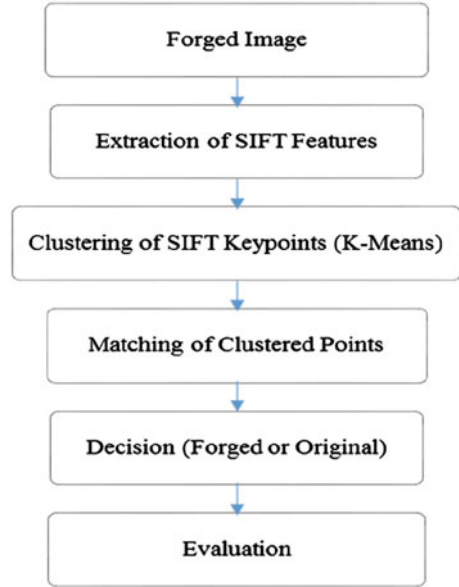 Forged Image
Extraction of SIFT Features
Clustering of SIFT Keypoints (K-Means)
Matching of Clustered Points
Decision (Forged or Original)
Evaluation